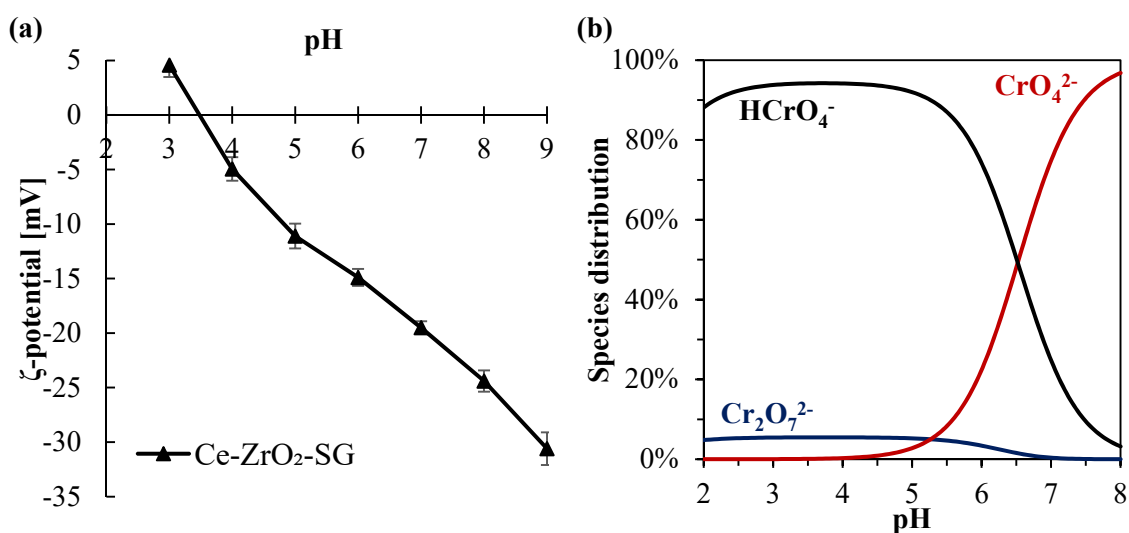 (a)
pH
5
0
-5
-10
-15
-20
-25
-30
-35
2 3 4 5 6 7 8 9
ζ-potential [mV]
Ce-ZrO₂-SG
(b)
100%
80%
60%
40%
20%
0%
Species distribution
HCrO₄⁻
CrO₄²⁻
Cr₂O₇²⁻
2 3 4 5 6 7 8
pH